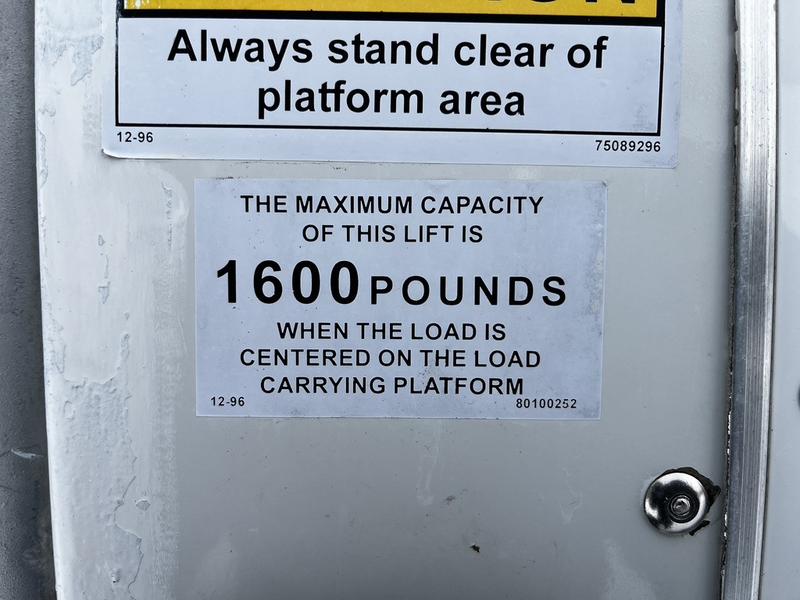 Always stand clear of
platform area
12-96 75089296
THE MAXIMUM CAPACITY
OF THIS LIFT IS
1600 POUNDS
WHEN THE LOAD IS
CENTERED ON THE LOAD
CARRYING PLATFORM
12-96 80100252